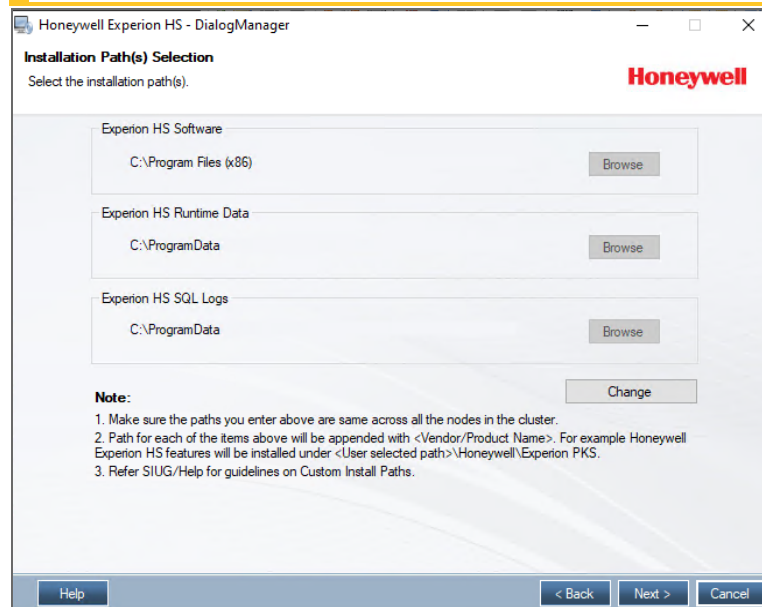 Honeywell Experion HS - DialogManager
Installation Path(s) Selection
Select the installation path(s).
Honeywell
Experion HS Software
C:\Program Files (x86)
Browse
Experion HS Runtime Data
C:\ProgramData
Browse
Experion HS SQL Logs
C:\ProgramData
Browse
Change
Note:
1. Make sure the paths you enter above are same across all the nodes in the cluster.
2. Path for each of the items above will be appended with <Vendor/Product Name>. For example Honeywell
Experion HS features will be installed under <User selected path>\Honeywell\Experion PKS.
3. Refer SIUG/Help for guidelines on Custom Install Paths.
Help
< Back
Next >
Cancel